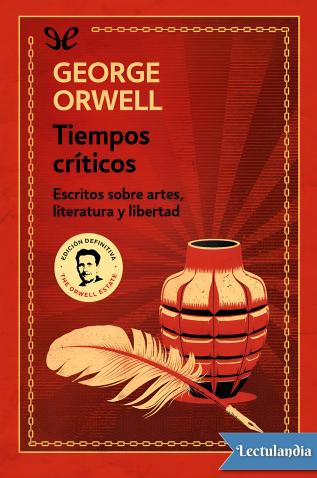 GEORGE
ORWELL
Tiempos
críticos
Escritos sobre artes,
literatura y libertad
EDICIÓN DEFINITIVA
THE ORWELL ESTATE
Lectulandia